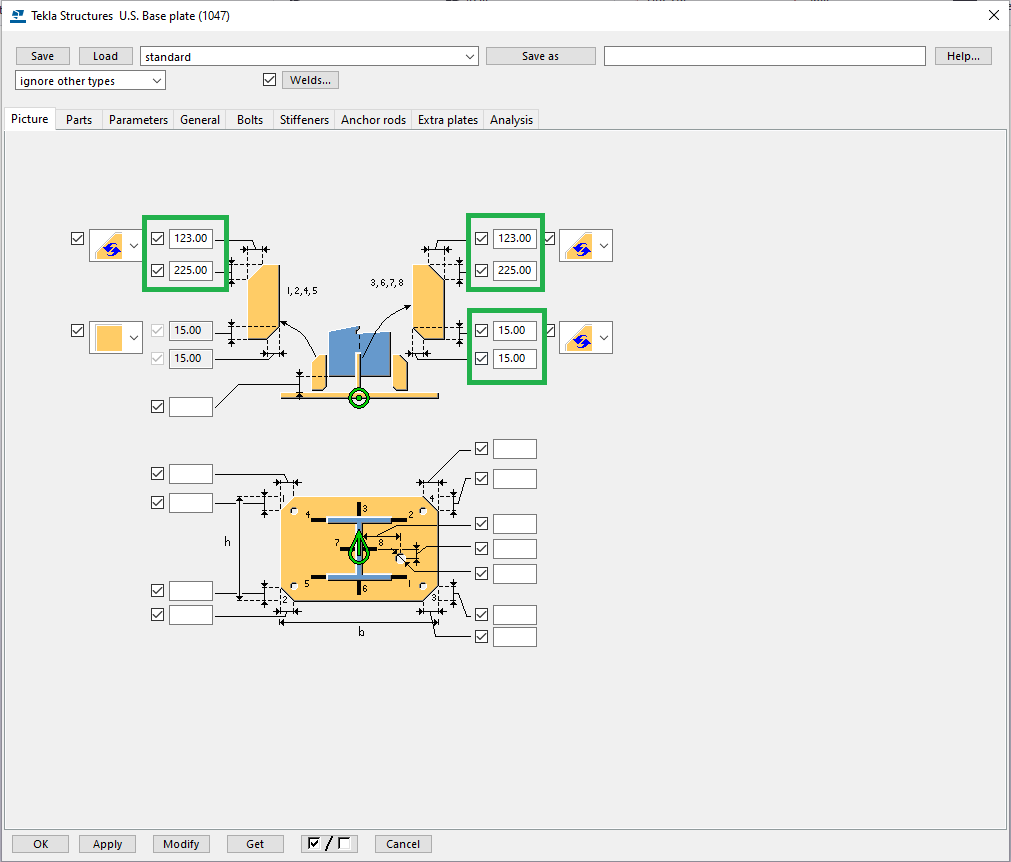 Tekla Structures U.S. Base plate (1047)
Save Load standard Save as Help...
ignore other types Welds...
Picture Parts Parameters General Bolts Stiffeners Anchor rods Extra plates Analysis
123.00 123.00
225.00 225.00
1, 2, 4, 5 3, 6, 7, 8
15.00 15.00
15.00 15.00
1 4
4 3 2
h 7 8
5 6 1
2 3
b
OK Apply Modify Get / Cancel